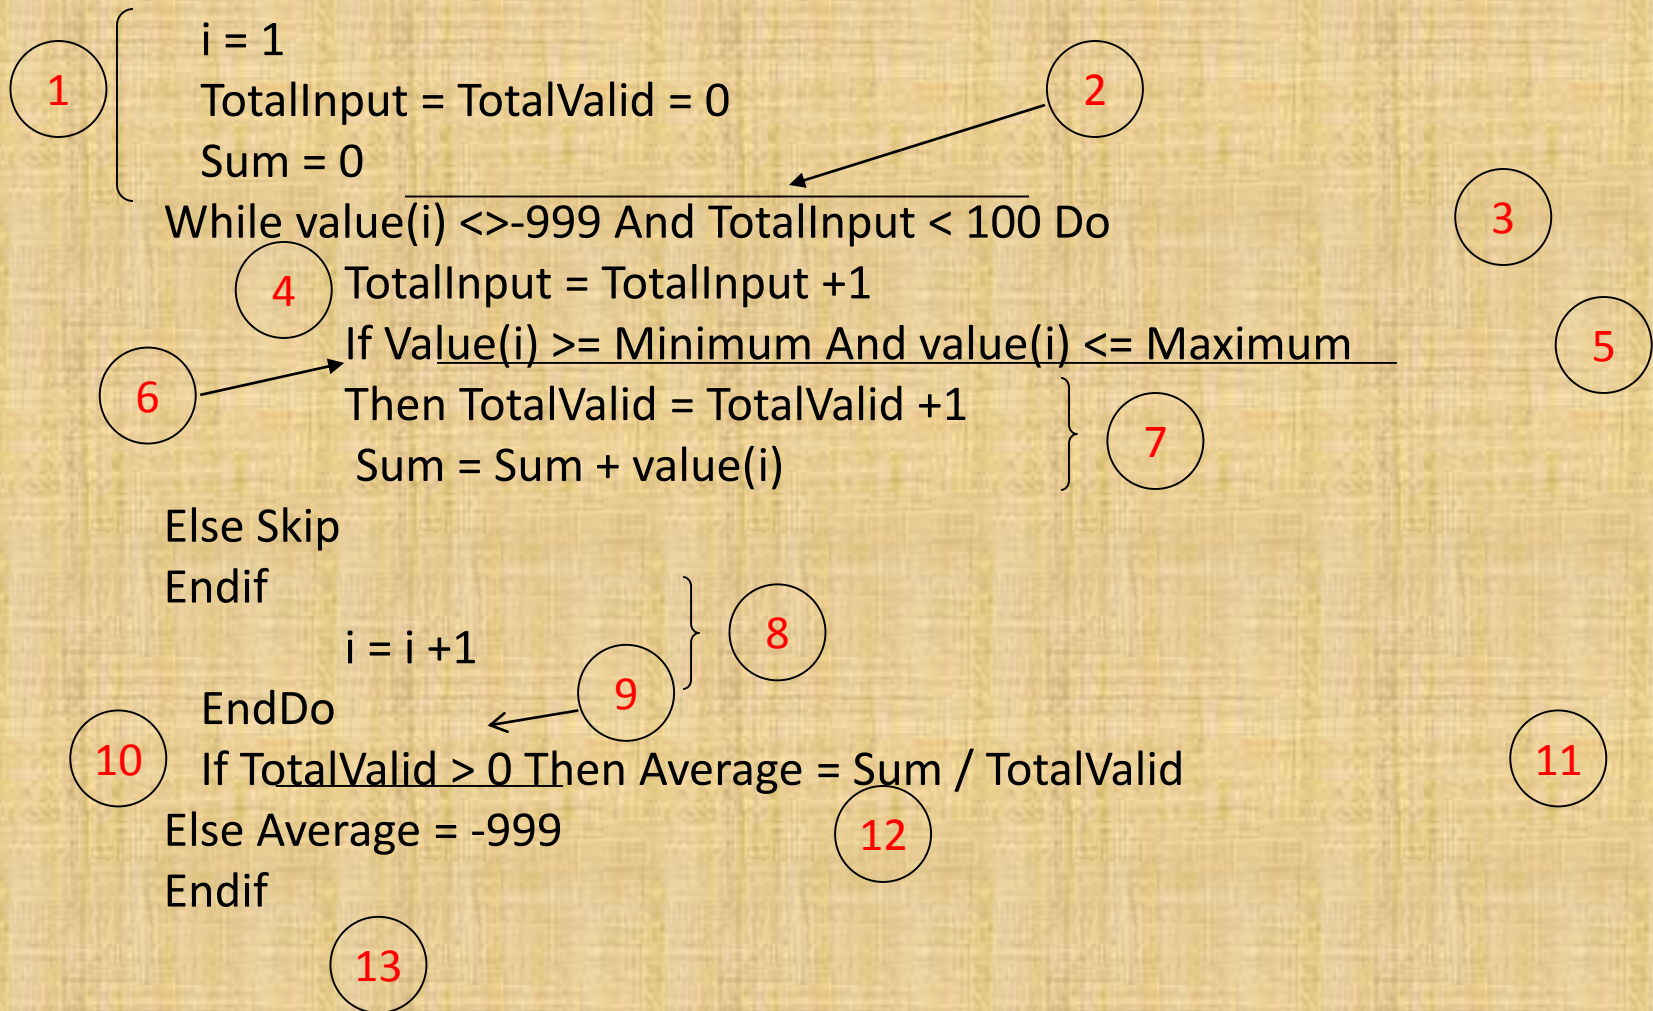 i = 1
1
2
TotalInput = TotalValid = 0
Sum = 0
While value(i) <>-999 And TotalInput < 100 Do
3
4
TotalInput = TotalInput +1
If Value(i) >= Minimum And value(i) <= Maximum
5
6
Then TotalValid = TotalValid +1
7
Sum = Sum + value(i)
Else Skip
Endif
8
i = i +1
9
EndDo
10
If TotalValid > 0 Then Average = Sum / TotalValid
11
Else Average = -999
12
Endif
13